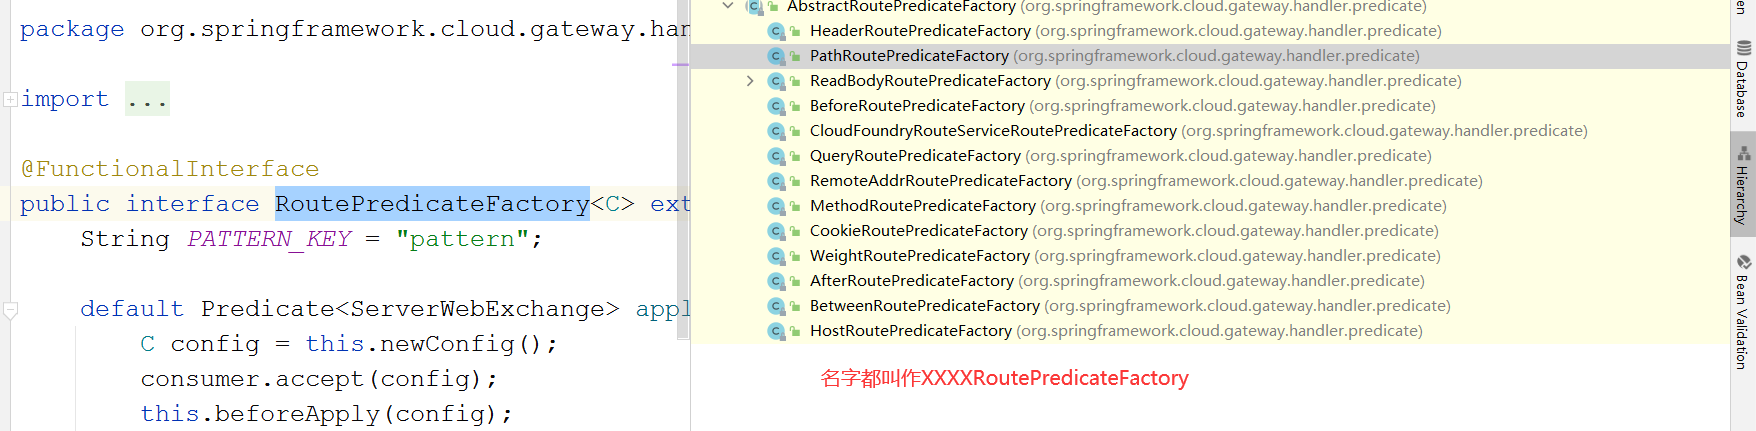 package org.springframework.cloud.gateway.han
import ...
@FunctionalInterface
public interface RoutePredicateFactory<C> ext
String PATTERN_KEY = "pattern";
default Predicate<ServerWebExchange> appl
C config = this.newConfig();
consumer.accept(config);
this.beforeApply(config);
AbstractRoutePredicateFactory (org.springframework.cloud.gateway.handler.predicate)
HeaderRoutePredicateFactory (org.springframework.cloud.gateway.handler.predicate)
PathRoutePredicateFactory (org.springframework.cloud.gateway.handler.predicate)
ReadBodyRoutePredicateFactory (org.springframework.cloud.gateway.handler.predicate)
BeforeRoutePredicateFactory (org.springframework.cloud.gateway.handler.predicate)
CloudFoundryRouteServiceRoutePredicateFactory (org.springframework.cloud.gateway.handler.predicate)
QueryRoutePredicateFactory (org.springframework.cloud.gateway.handler.predicate)
RemoteAddrRoutePredicateFactory (org.springframework.cloud.gateway.handler.predicate)
MethodRoutePredicateFactory (org.springframework.cloud.gateway.handler.predicate)
CookieRoutePredicateFactory (org.springframework.cloud.gateway.handler.predicate)
WeightRoutePredicateFactory (org.springframework.cloud.gateway.handler.predicate)
AfterRoutePredicateFactory (org.springframework.cloud.gateway.handler.predicate)
BetweenRoutePredicateFactory (org.springframework.cloud.gateway.handler.predicate)
HostRoutePredicateFactory (org.springframework.cloud.gateway.handler.predicate)
名字都叫作XXXXRoutePredicateFactory
en
Database
Hierarchy
Bean Validation